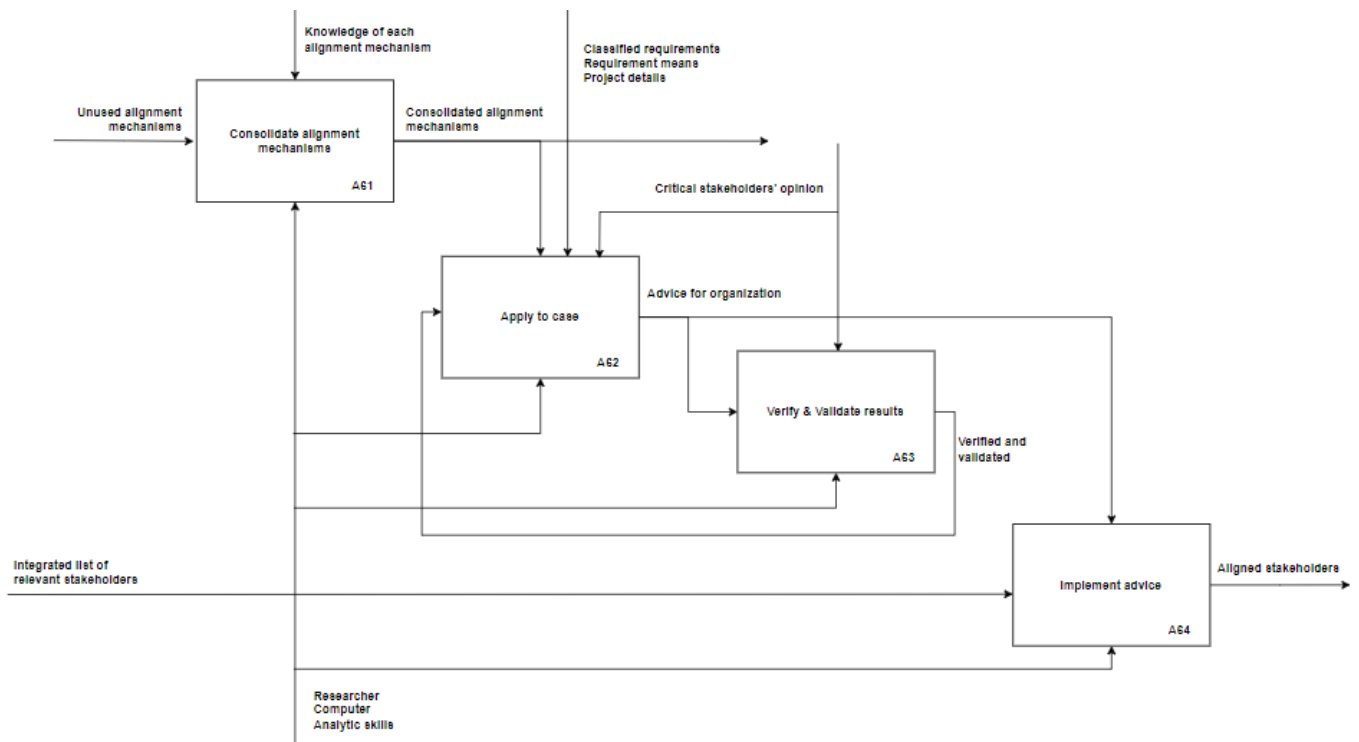 Knowledge of each
alignment mechanism
Classified requirements
Requirement means
Project details
Unused alignment
mechanisms
Consolidate alignment
mechanisms
A61
Consolidated alignment
mechanisms
Critical stakeholders' opinion
Apply to case
A62
Advice for organization
Verify & Validate results
A63
Verified and
validated
Integrated list of
relevant stakeholders
Implement advice
A64
Aligned stakeholders
Researcher
Computer
Analytic skills